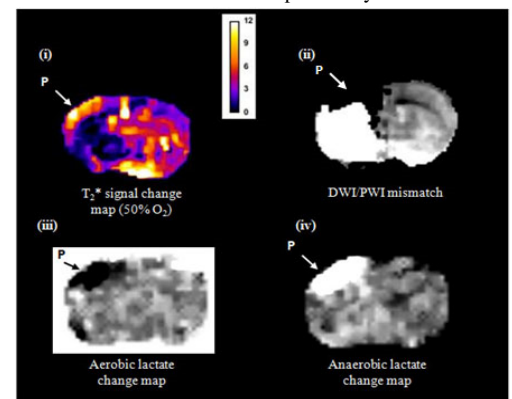 (i)
P
12
9
6
3
0
(ii)
P
T₂* signal change
map (50% O₂)
DWI/PWI mismatch
(iii)
P
(iv)
P
Aerobic lactate
change map
Anaerobic lactate
change map